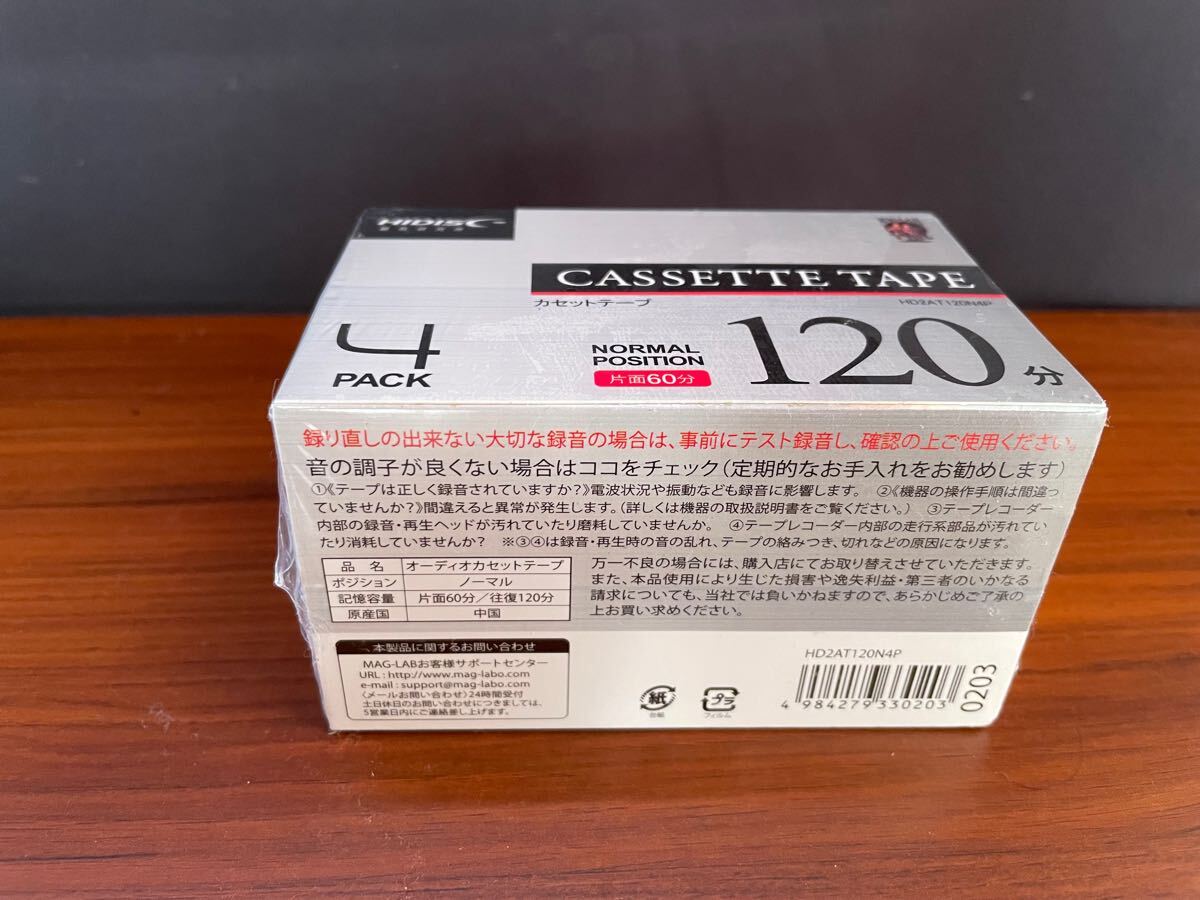 HIDISC
CASSETTE TAPE
カセットテープ
HD2AT120N4P
4
PACK
NORMAL
POSITION
片面60分
120分
録り直しの出来ない大切な録音の場合は、事前にテスト録音し、確認の上ご使用ください。
音の調子が良くない場合はココをチェック(定期的なお手入れをお勧めします)
①《テープは正しく録音されていますか?》電波状況や振動なども録音に影響します。 ②《機器の操作手順は間違っ
ていませんか?》間違えると異常が発生します。(詳しくは機器の取扱説明書をご覧ください。) ③テープレコーダー
内部の録音・再生ヘッドが汚れていたり磨耗していませんか。 ④テープレコーダー内部の走行系部品が汚れてい
たり消耗していませんか? ※③④は録音・再生時の音の乱れ、テープの絡みつき、切れなどの原因になります。
品 名 オーディオカセットテープ
ポジション ノーマル
記憶容量 片面60分/往復120分
原産国 中国
万一不良の場合には、購入店にてお取り替えさせていただきます。
また、本品使用により生じた損害や逸失利益・第三者のいかなる
請求についても、当社では負いかねますので、あらかじめご了承の
上お買い求めください。
本製品に関するお問い合わせ
MAG-LABお客様サポートセンター
URL : http://www.mag-labo.com
e-mail : support@mag-labo.com
(メールお問い合わせ)24時間受付
土日休日のお問い合わせにつきましては、
5営業日内にご連絡差し上げます。
紙
台紙
プラ
フィルム
HD2AT120N4P
4 984279 330203
0203